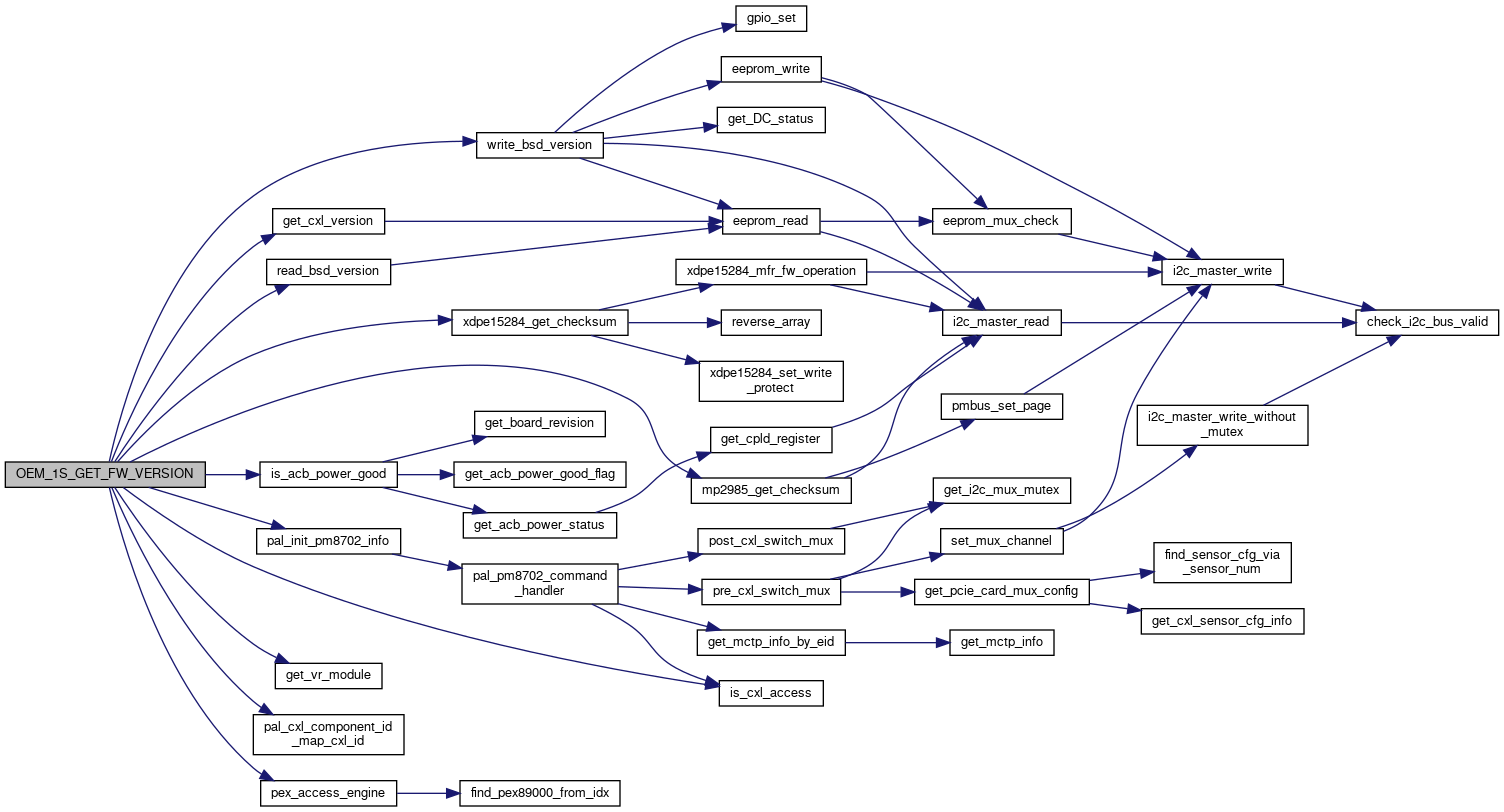 gpio_set
eeprom_write
get_DC_status
write_bsd_version
get_cxl_version
eeprom_read
eeprom_mux_check
read_bsd_version
xdpe15284_mfr_fw_operation
i2c_master_write
xdpe15284_get_checksum
reverse_array
i2c_master_read
check_i2c_bus_valid
xdpe15284_set_write
_protect
pmbus_set_page
i2c_master_write_without
_mutex
get_board_revision
get_cpld_register
OEM_1S_GET_FW_VERSION
is_acb_power_good
get_acb_power_good_flag
mp2985_get_checksum
get_i2c_mux_mutex
get_acb_power_status
pal_init_pm8702_info
post_cxl_switch_mux
set_mux_channel
find_sensor_cfg_via
_sensor_num
pal_pm8702_command
_handler
pre_cxl_switch_mux
get_pcie_card_mux_config
get_cxl_sensor_cfg_info
get_mctp_info_by_eid
get_mctp_info
get_vr_module
is_cxl_access
pal_cxl_component_id
_map_cxl_id
pex_access_engine
find_pex89000_from_idx